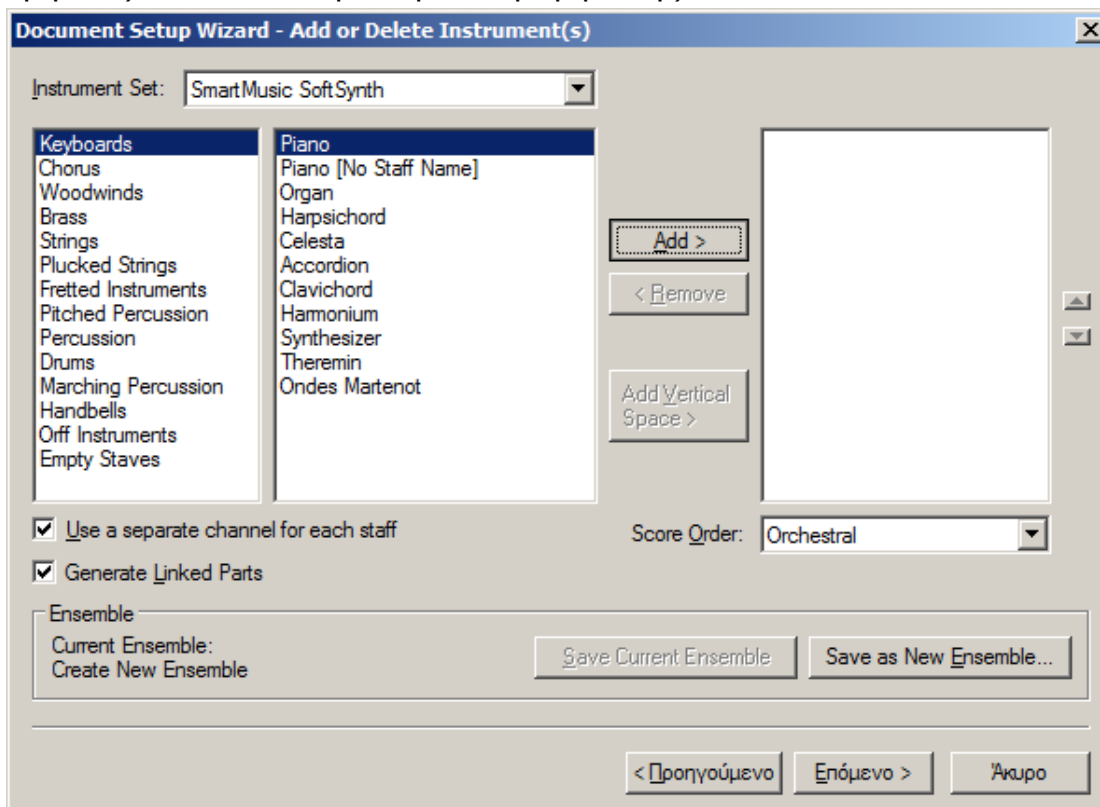 Document Setup Wizard - Add or Delete Instrument(s)
Instrument Set: SmartMusic SoftSynth
Keyboards
Chorus
Woodwinds
Brass
Strings
Plucked Strings
Fretted Instruments
Pitched Percussion
Percussion
Drums
Marching Percussion
Handbells
Orff Instruments
Empty Staves
Piano
Piano [No Staff Name]
Organ
Harpsichord
Celesta
Accordion
Clavichord
Harmonium
Synthesizer
Theremin
Ondes Martenot
Add >
< Remove
Add Vertical
Space >
Use a separate channel for each staff
Score Order: Orchestral
Generate Linked Parts
Ensemble
Current Ensemble:
Create New Ensemble
Save Current Ensemble
Save as New Ensemble...
< Προηγούμενο
Επόμενο >
Άκυρο